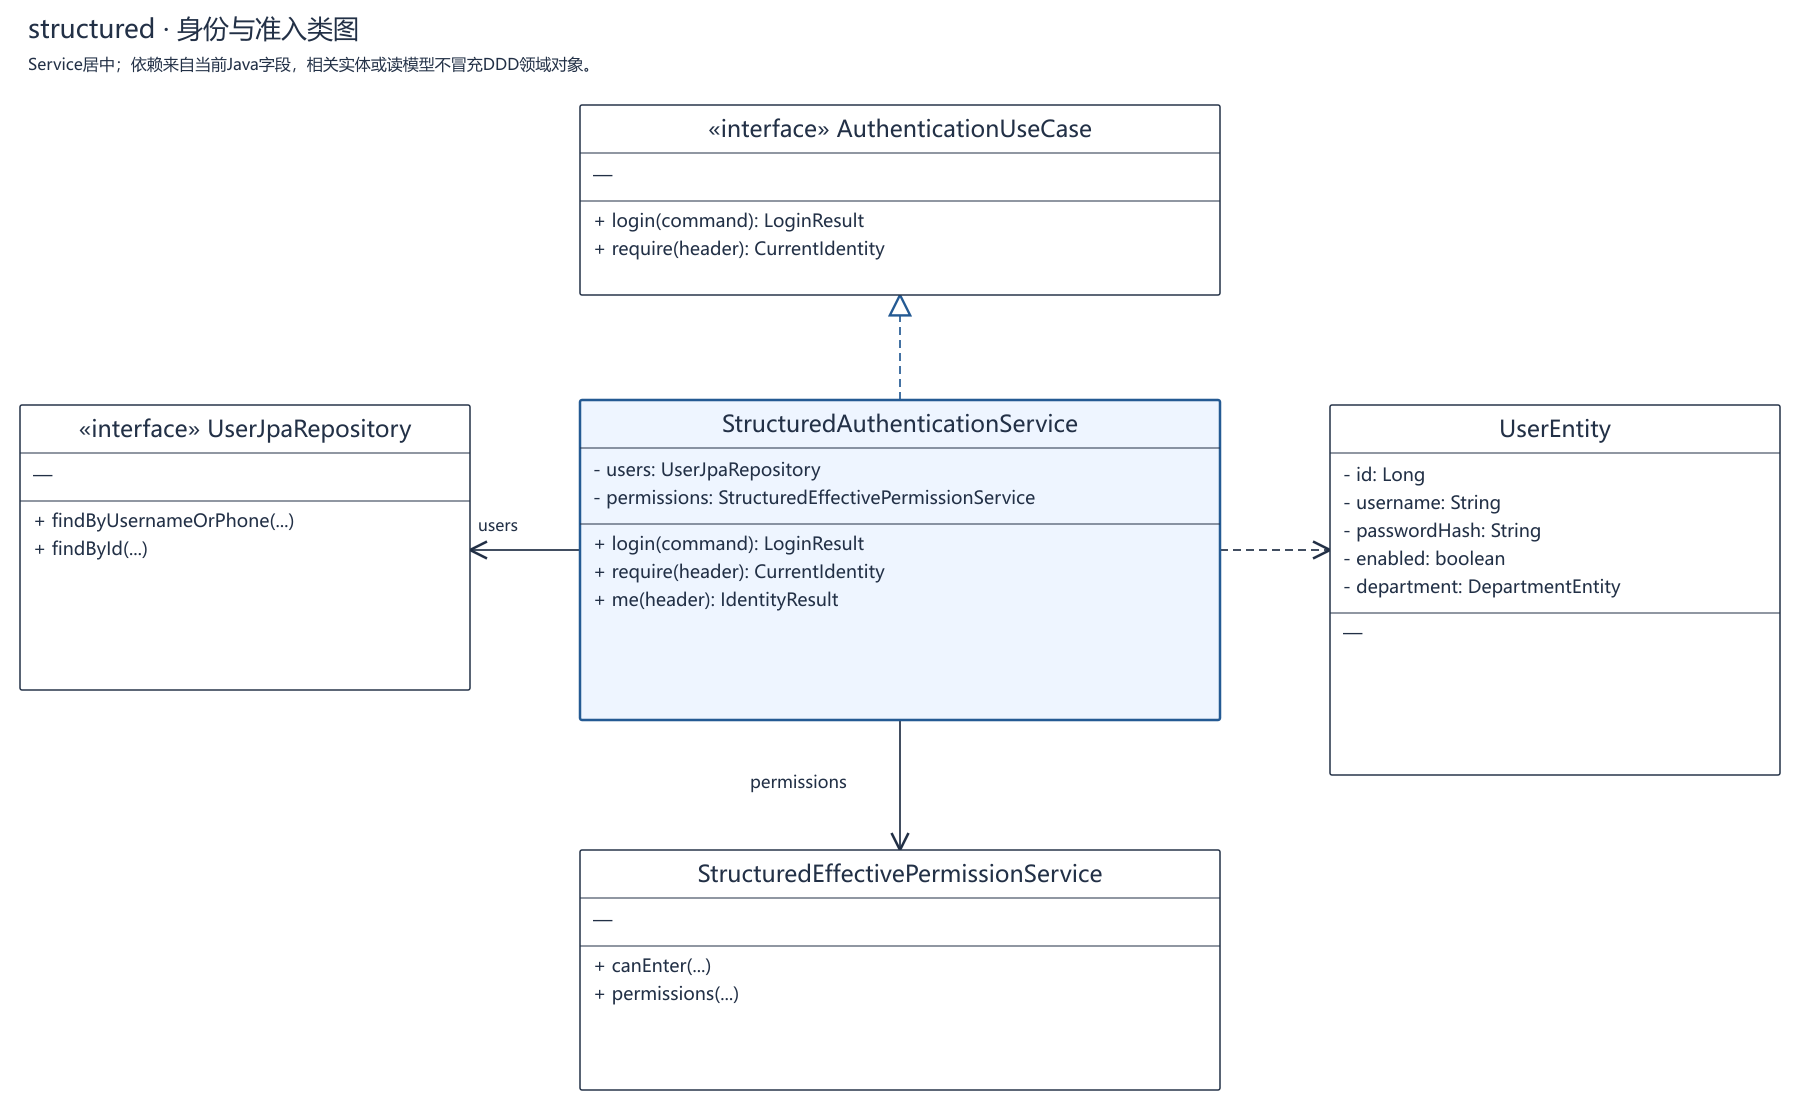 structured · 身份与准入类图
Service居中；依赖来自当前Java字段，相关实体或读模型不冒充DDD领域对象。
«interface» AuthenticationUseCase
—
+ login(command): LoginResult
+ require(header): CurrentIdentity
«interface» UserJpaRepository
—
+ findByUsernameOrPhone(...)
+ findById(...)
users
StructuredAuthenticationService
- users: UserJpaRepository
- permissions: StructuredEffectivePermissionService
+ login(command): LoginResult
+ require(header): CurrentIdentity
+ me(header): IdentityResult
UserEntity
- id: Long
- username: String
- passwordHash: String
- enabled: boolean
- department: DepartmentEntity
—
permissions
StructuredEffectivePermissionService
—
+ canEnter(...)
+ permissions(...)